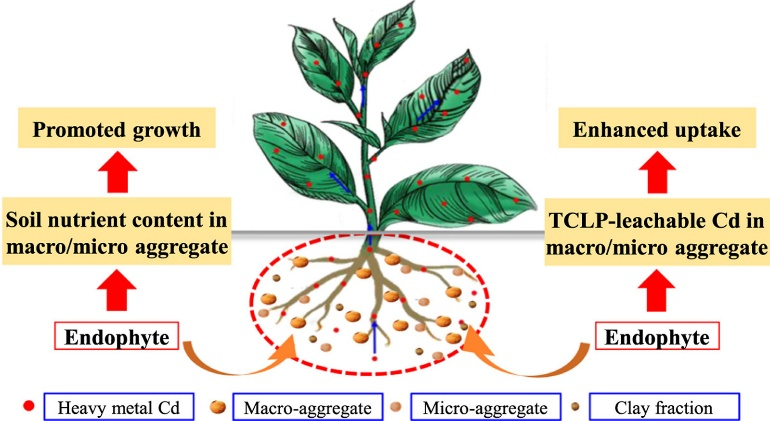 Promoted growth
Soil nutrient content in
macro/micro aggregate
Endophyte
Enhanced uptake
TCLP-leachable Cd in
macro/micro aggregate
Endophyte
Heavy metal Cd
Macro-aggregate
Micro-aggregate
Clay fraction